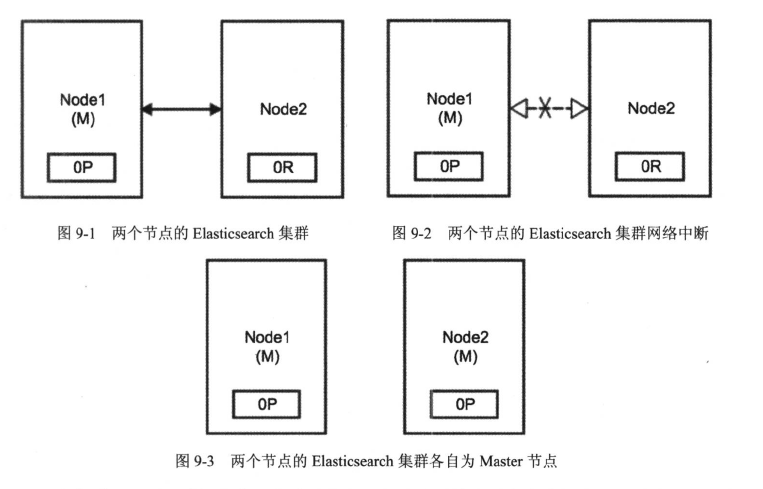 Node1
(M)
0P
Node2
0R
Node1
(M)
0P
Node2
0R
图 9-1 两个节点的 Elasticsearch 集群
图 9-2 两个节点的 Elasticsearch 集群网络中断
Node1
(M)
0P
Node2
(M)
0P
图 9-3 两个节点的 Elasticsearch 集群各自为 Master 节点